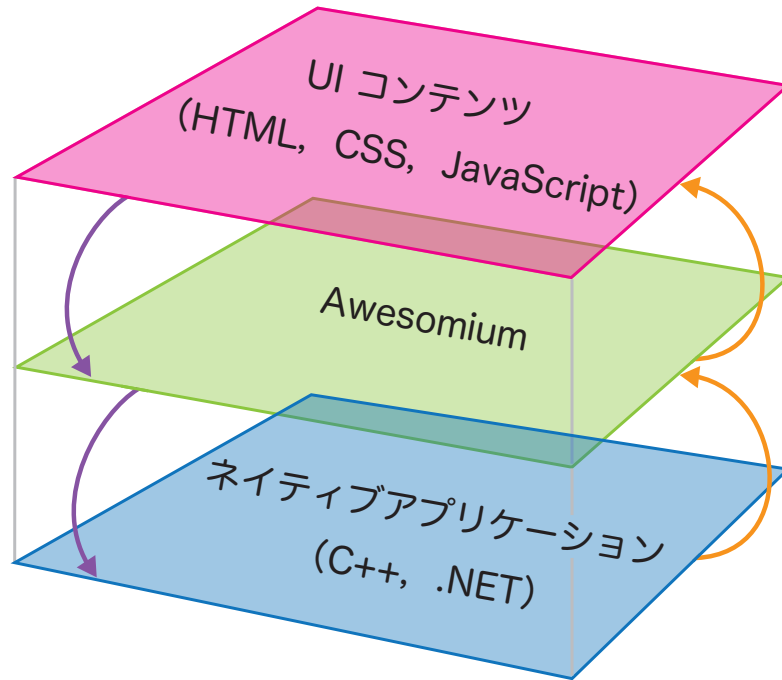 UI コンテンツ
（HTML，CSS，JavaScript）
Awesomium
ネイティブアプリケーション
（C++，.NET）